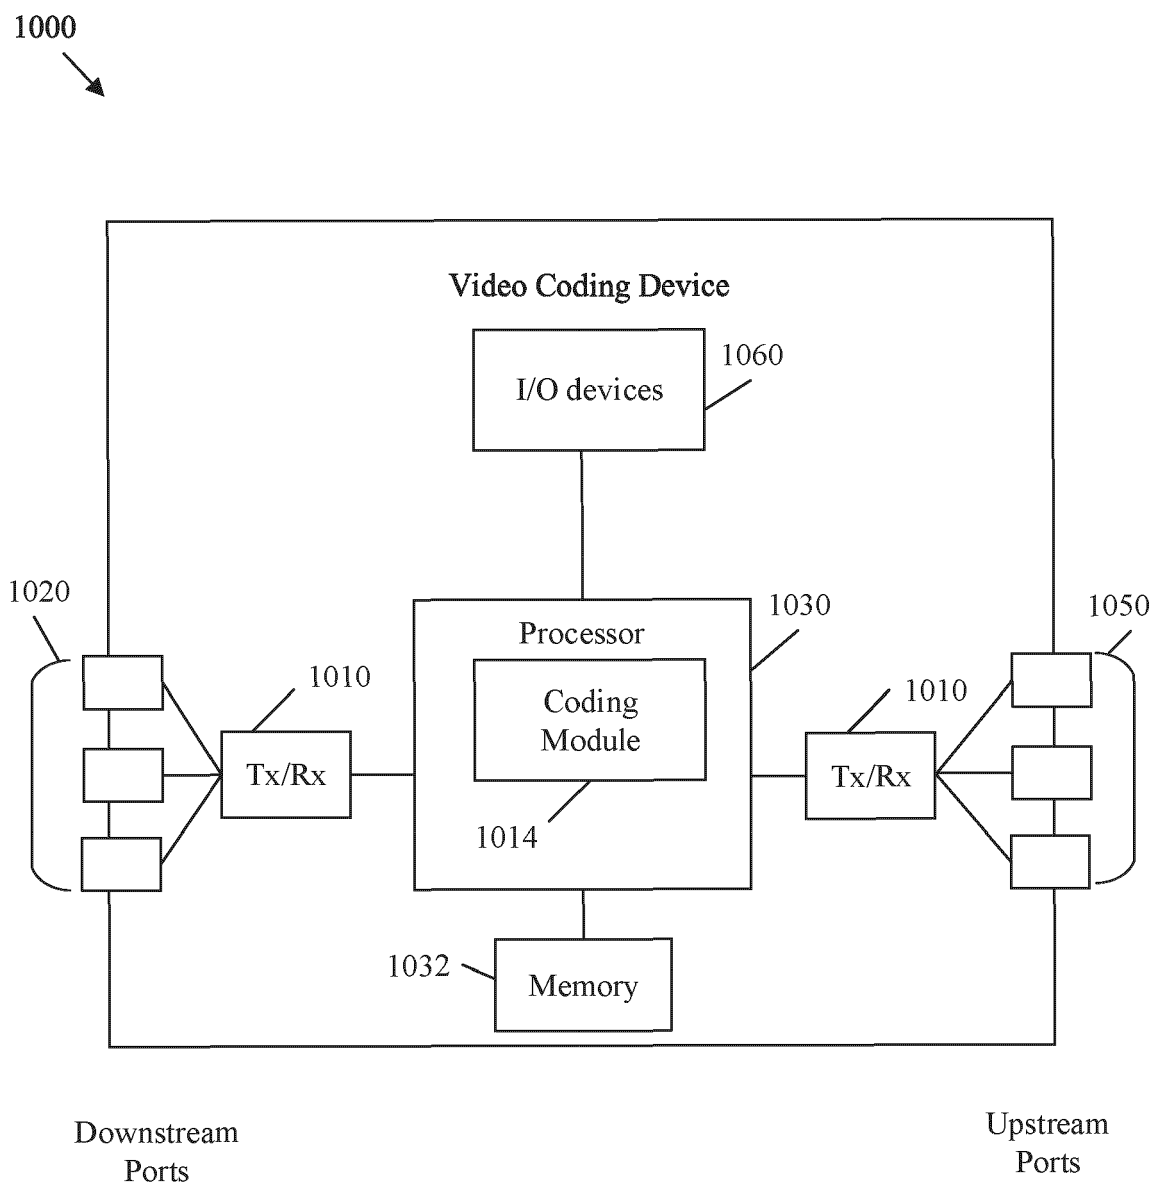 1000
Video Coding Device
I/O devices
1060
1020
1030
1050
Processor
1010
1010
Coding
Module
Tx/Rx
Tx/Rx
1014
1032
Memory
Downstream
Ports
Upstream
Ports